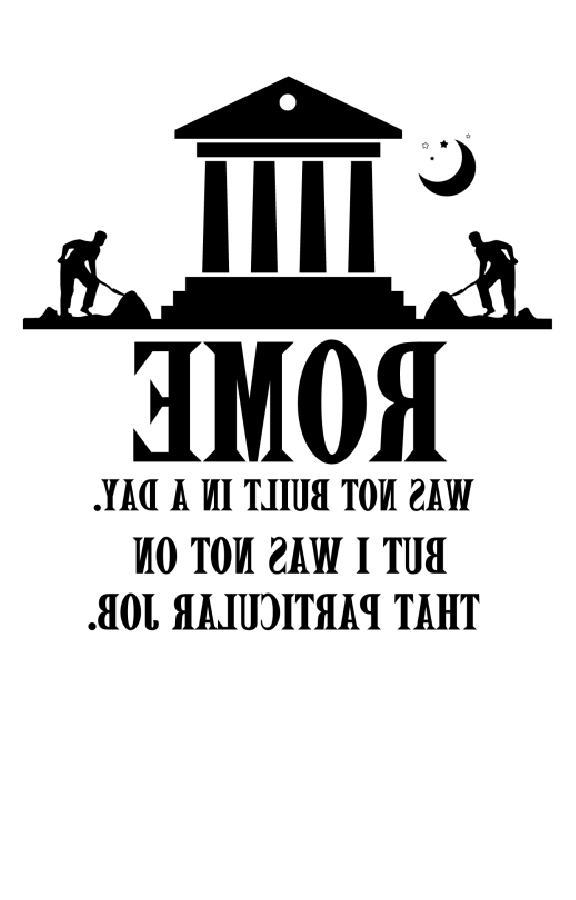 ROME
WAS NOT BUILT IN A DAY.
BUT I WAS NOT ON
THAT PARTICULAR JOB.